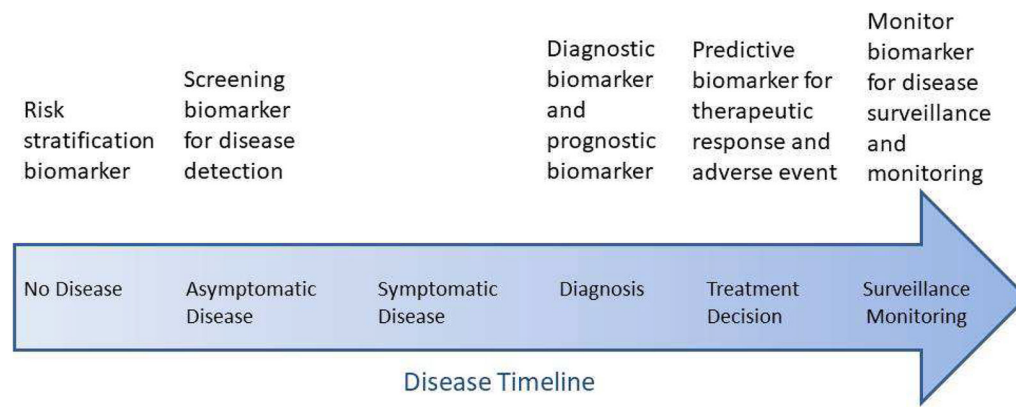 Risk
stratification
biomarker
Screening
biomarker
for disease
detection
Diagnostic
biomarker
and
prognostic
biomarker
Predictive
biomarker for
therapeutic
response and
adverse event
Monitor
biomarker
for disease
surveillance
and
monitoring
No Disease
Asymptomatic
Disease
Symptomatic
Disease
Diagnosis
Treatment
Decision
Surveillance
Monitoring
Disease Timeline